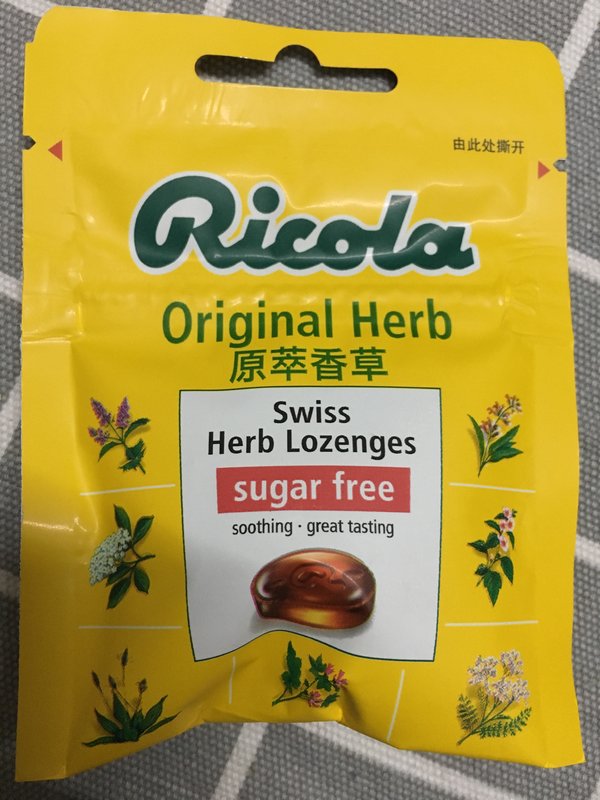 由此处撕开
Ricola
Original Herb
原萃香草
Swiss
Herb Lozenges
sugar free
soothing · great tasting